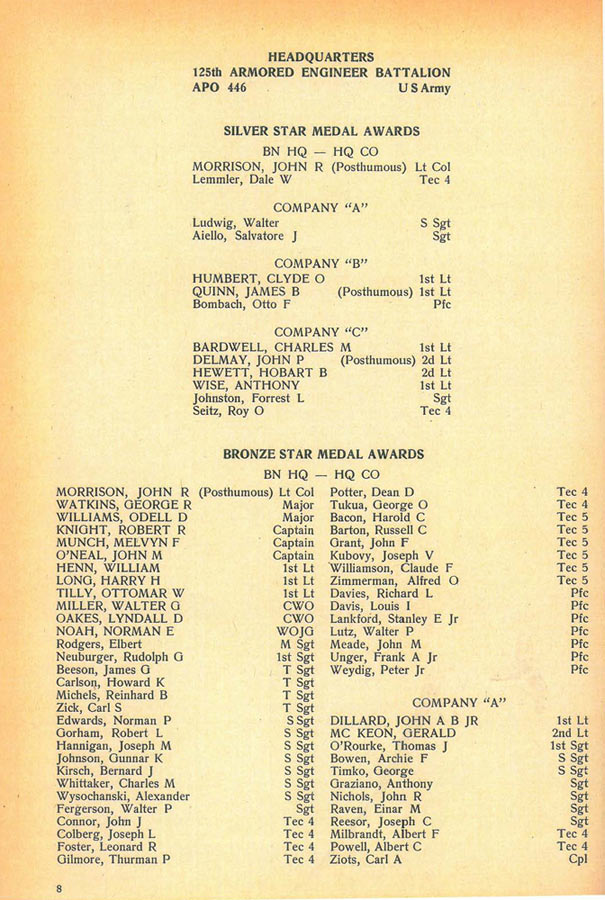 HEADQUARTERS
125th ARMORED ENGINEER BATTALION
APO 446 U S Army
SILVER STAR MEDAL AWARDS
BN HQ — HQ CO
MORRISON, JOHN R (Posthumous) Lt Col
Lemmler, Dale W Tec 4
COMPANY "A"
Ludwig, Walter S Sgt
Aiello, Salvatore J Sgt
COMPANY "B"
HUMBERT, CLYDE O 1st Lt
QUINN, JAMES B (Posthumous) 1st Lt
Bombach, Otto F Pfc
COMPANY "C"
BARDWELL, CHARLES M 1st Lt
DELMAY, JOHN P (Posthumous) 2d Lt
HEWETT, HOBART B 2d Lt
WISE, ANTHONY 1st Lt
Johnston, Forrest L Sgt
Seitz, Roy O Tec 4
BRONZE STAR MEDAL AWARDS
BN HQ — HQ CO
MORRISON, JOHN R (Posthumous) Lt Col
WATKINS, GEORGE R Major
WILLIAMS, ODELL D Major
KNIGHT, ROBERT R Captain
MUNCH, MELVYN F Captain
O'NEAL, JOHN M Captain
HENN, WILLIAM 1st Lt
LONG, HARRY H 1st Lt
TILLY, OTTOMAR W 1st Lt
MILLER, WALTER G CWO
OAKES, LYNDALL D CWO
NOAH, NORMAN E WOJG
Rodgers, Elbert M Sgt
Neuburger, Rudolph G 1st Sgt
Beeson, James G T Sgt
Carlson, Howard K T Sgt
Michels, Reinhard B T Sgt
Zick, Carl S T Sgt
Edwards, Norman P S Sgt
Gorham, Robert L S Sgt
Hannigan, Joseph M S Sgt
Johnson, Gunnar K S Sgt
Kirsch, Bernard J S Sgt
Whittaker, Charles M S Sgt
Wysochanski, Alexander S Sgt
Fergerson, Walter P Sgt
Connor, John J Tec 4
Colberg, Joseph L Tec 4
Foster, Leonard R Tec 4
Gilmore, Thurman P Tec 4
Potter, Dean D Tec 4
Tukua, George O Tec 4
Bacon, Harold C Tec 5
Barton, Russell C Tec 5
Grant, John F Tec 5
Kubovy, Joseph V Tec 5
Williamson, Claude F Tec 5
Zimmerman, Alfred O Tec 5
Davies, Richard L Pfc
Davis, Louis I Pfc
Lankford, Stanley E Jr Pfc
Lutz, Walter P Pfc
Meade, John M Pfc
Unger, Frank A Jr Pfc
Weydig, Peter Jr Pfc
COMPANY "A"
DILLARD, JOHN A B JR 1st Lt
MC KEON, GERALD 2nd Lt
O'Rourke, Thomas J 1st Sgt
Bowen, Archie F S Sgt
Timko, George S Sgt
Graziano, Anthony Sgt
Nichols, John R Sgt
Raven, Einar M Sgt
Reesor, Joseph C Sgt
Milbrandt, Albert F Tec 4
Powell, Albert C Tec 4
Ziots, Carl A Cpl
8